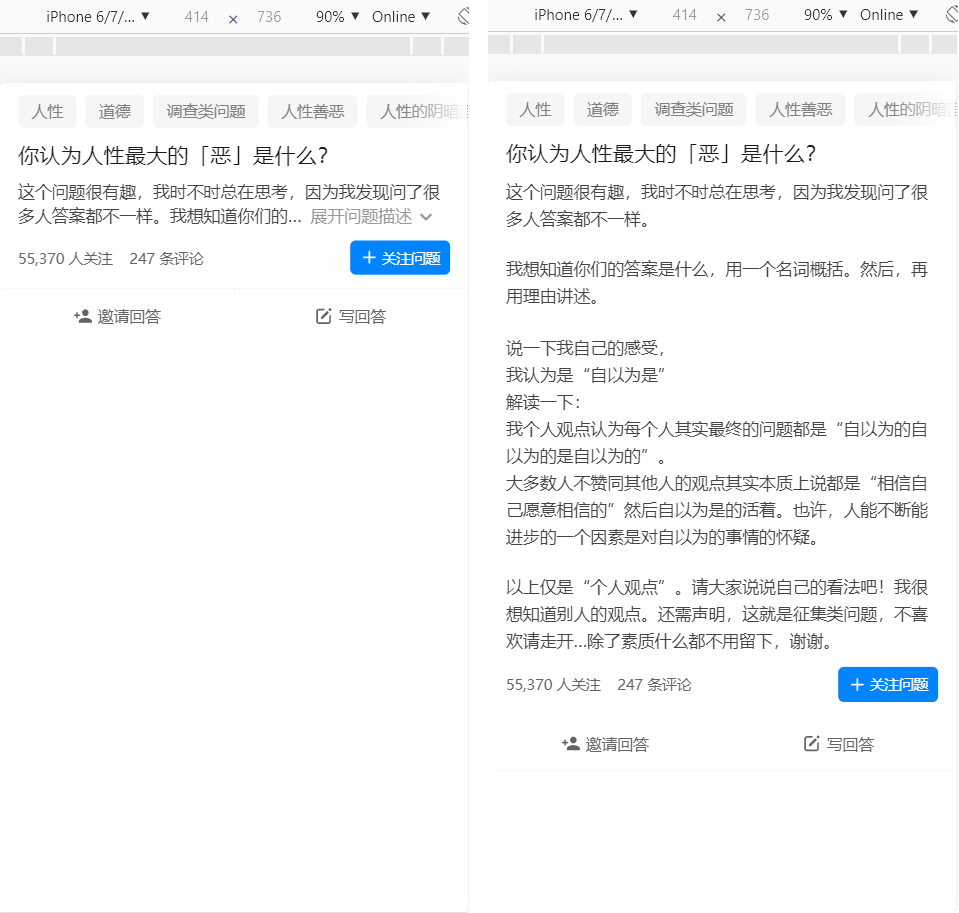 iPhone 6/7/... ▼ 414 × 736 90% ▼ Online ▼
人性 道德 调查类问题 人性善恶 人性的阴暗
你认为人性最大的「恶」是什么？
这个问题很有趣，我时不时总在思考，因为我发现问了很
多人答案都不一样。我想知道你们的... 展开问题描述
55,370 人关注 247 条评论 + 关注问题
邀请回答 写回答
iPhone 6/7/... ▼ 414 × 736 90% ▼ Online ▼
人性 道德 调查类问题 人性善恶 人性的阴暗
你认为人性最大的「恶」是什么？
这个问题很有趣，我时不时总在思考，因为我发现问了很
多人答案都不一样。
我想知道你们的答案是什么，用一个名词概括。然后，再
用理由讲述。
说一下我自己的感受，
我认为是“自以为是”
解读一下：
我个人观点认为每个人其实最终的问题都是“自以为的自
以为的是自以为的”。
大多数人不赞同其他人的观点其实本质上说都是“相信自
己愿意相信的”然后自以为是的活着。也许，人能不断能
进步的一个因素是对自以为的事情的怀疑。
以上仅是“个人观点”。请大家说说自己的看法吧！我很
想知道别人的观点。还需声明，这就是征集类问题，不喜
欢请走开...除了素质什么都不用留下，谢谢。
55,370 人关注 247 条评论 + 关注问题
邀请回答 写回答